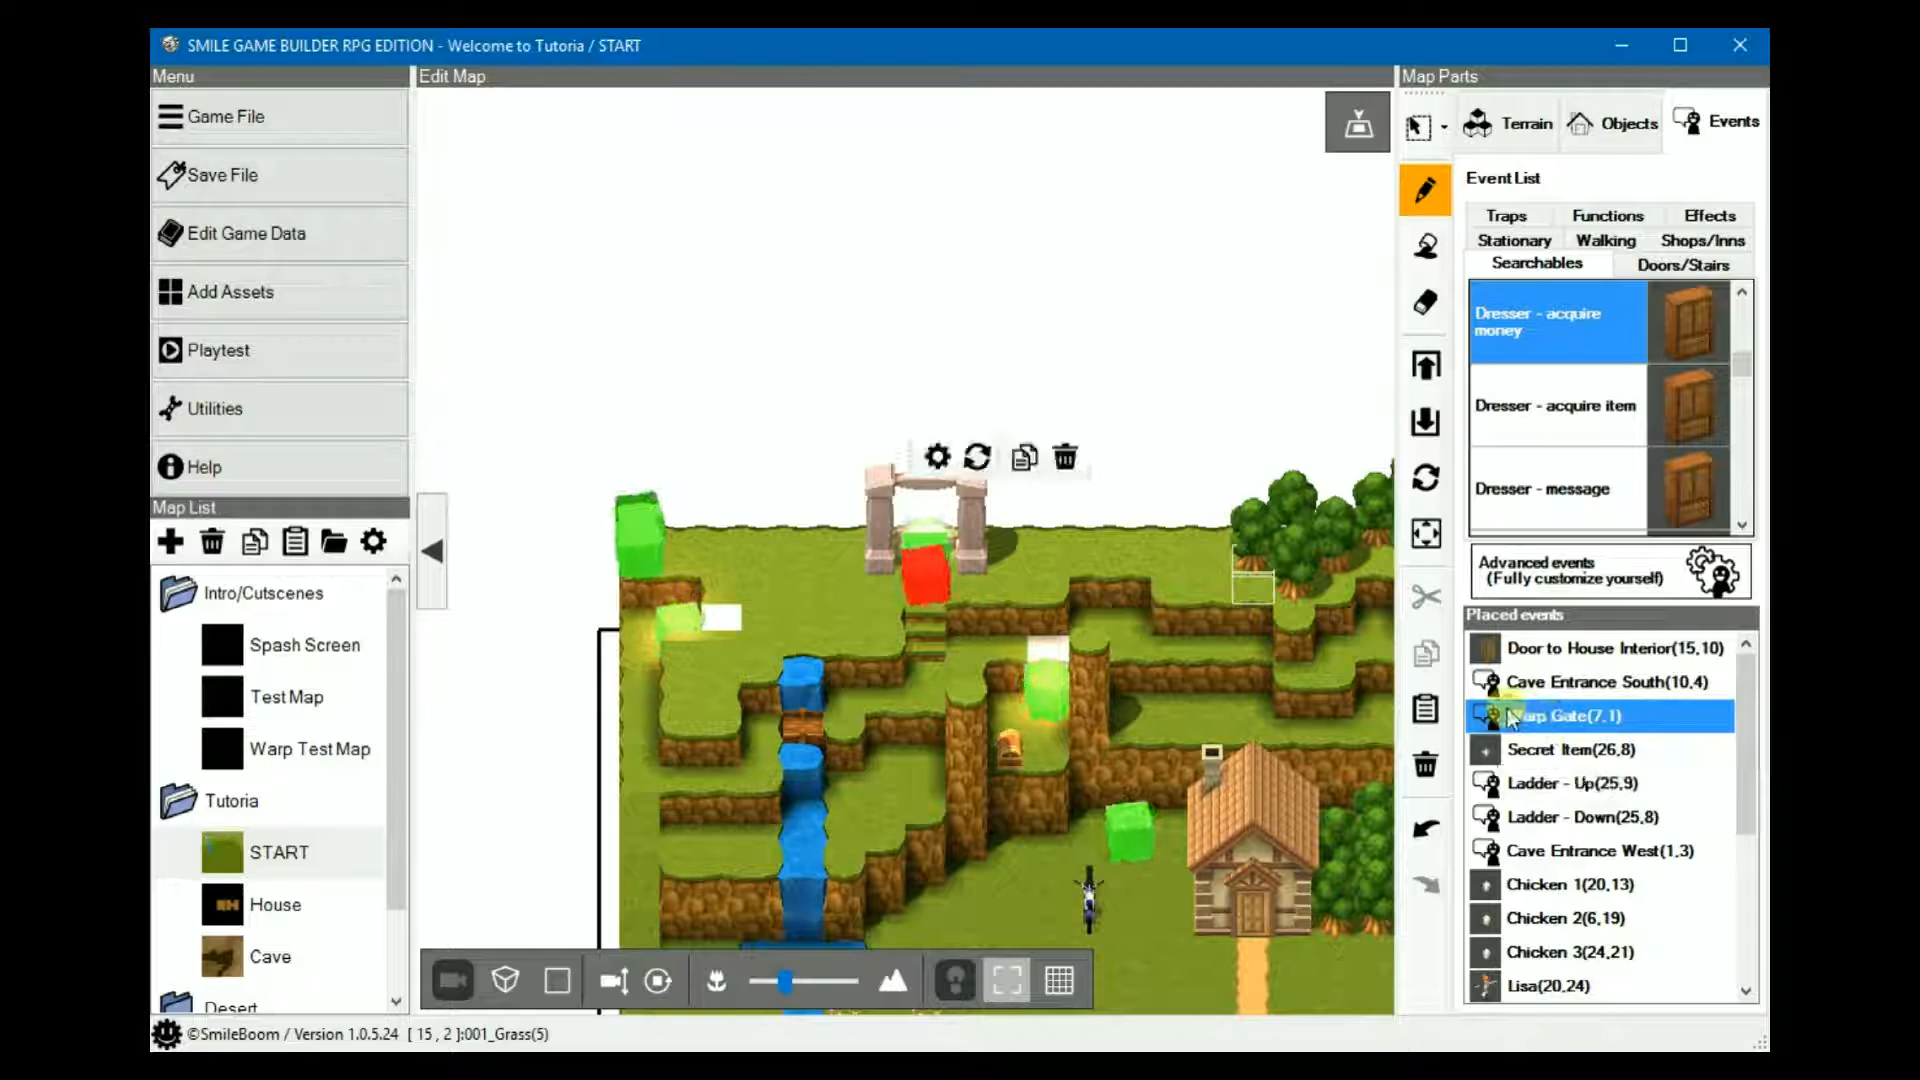 SMILE GAME BUILDER RPG EDITION - Welcome to Tutoria / START
Menu
Edit Map
Map Parts
Game File
Save File
Edit Game Data
Add Assets
Playtest
Utilities
Help
Map List
Intro/Cutscenes
Spash Screen
Test Map
Warp Test Map
Tutoria
START
House
Cave
Desert
Terrain
Objects
Events
Event List
Traps
Functions
Effects
Stationary
Walking
Shops/Inns
Searchables
Doors/Stairs
Dresser - acquire
money
Dresser - acquire item
Dresser - message
Advanced events
(Fully customize yourself)
Placed events
Door to House Interior(15,10)
Cave Entrance South(10,4)
Warp Gate(7,1)
Secret Item(26,8)
Ladder - Up(25,9)
Ladder - Down(25,8)
Cave Entrance West(1,3)
Chicken 1(20,13)
Chicken 2(6,19)
Chicken 3(24,21)
Lisa(20,24)
©SmileBoom / Version 1.0.5.24 [ 15 , 2 ]:001_Grass(5)